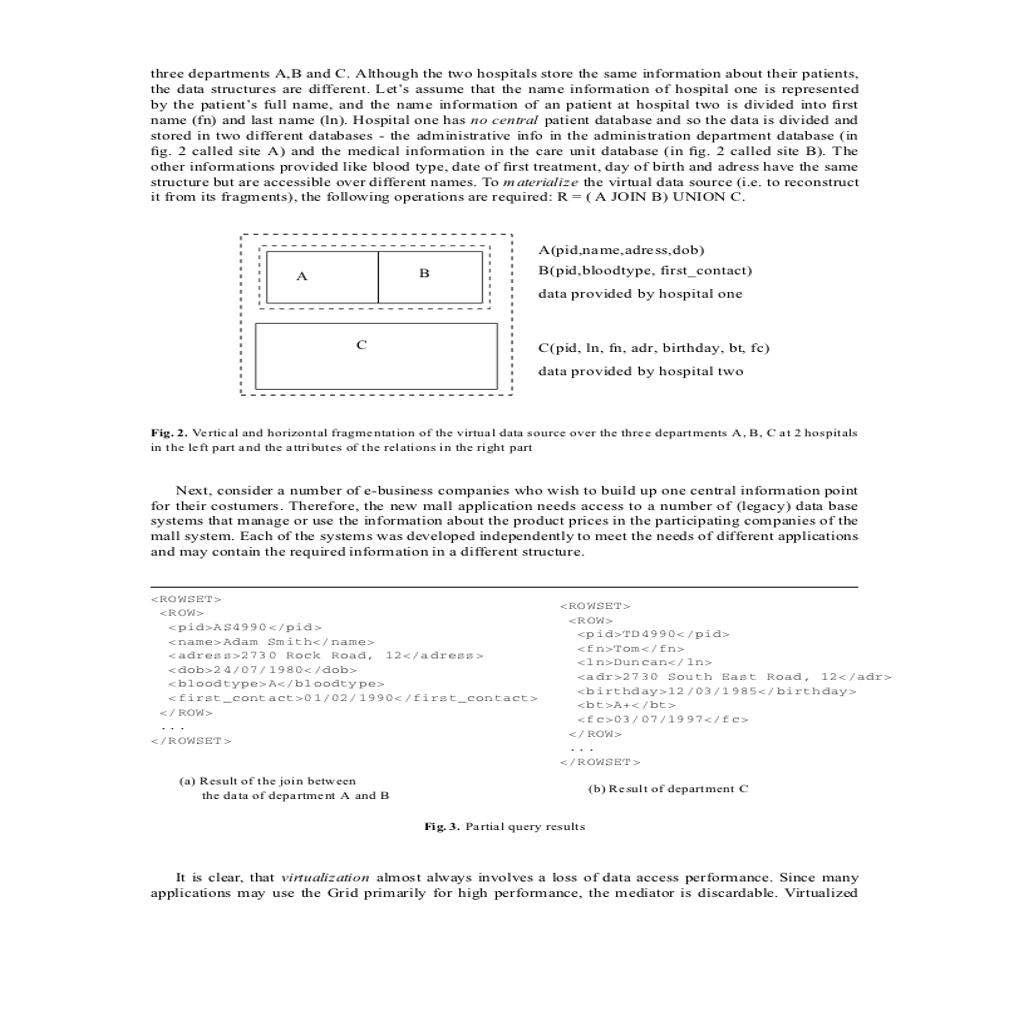 three departments A,B and C. Although the two hospitals store the same information about their patients,
the data structures are different. Let's assume that the name information of hospital one is represented
by the patient's full name, and the name information of an patient at hospital two is divided into first
name (fn) and last name (ln). Hospital one has no central patient database and so the data is divided and
stored in two different databases - the administrative info in the administration department database (in
fig. 2 called site A) and the medical information in the care unit database (in fig. 2 called site B). The
other informations provided like blood type, date of first treatment, day of birth and adress have the same
structure but are accessible over different names. To materialize the virtual data source (i.e. to reconstruct
it from its fragments), the following operations are required: R = ( A JOIN B) UNION C.
A
B
C
A(pid,name,adress,dob)
B(pid,bloodtype, first_contact)
data provided by hospital one
C(pid, ln, fn, adr, birthday, bt, fc)
data provided by hospital two
Fig. 2. Vertical and horizontal fragmentation of the virtual data source over the three departments A, B, C at 2 hospitals
in the left part and the attributes of the relations in the right part
Next, consider a number of e-business companies who wish to build up one central information point
for their costumers. Therefore, the new mall application needs access to a number of (legacy) data base
systems that manage or use the information about the product prices in the participating companies of the
mall system. Each of the systems was developed independently to meet the needs of different applications
and may contain the required information in a different structure.
<ROWSET>
<ROW>
<pid>AS4990</pid>
<name>Adam Smith</name>
<adress>2730 Rock Road, 12</adress>
<dob>24/07/1980</dob>
<bloodtype>A</bloodtype>
<first_contact>01/02/1990</first_contact>
</ROW>
...
</ROWSET>
(a) Result of the join between
the data of department A and B
<ROWSET>
<ROW>
<pid>TD4990</pid>
<fn>Tom</fn>
<ln>Duncan</ln>
<adr>2730 South East Road, 12</adr>
<birthday>12/03/1985</birthday>
<bt>A+</bt>
<fc>03/07/1997</fc>
</ROW>
...
</ROWSET>
(b) Result of department C
Fig. 3. Partial query results
It is clear, that virtualization almost always involves a loss of data access performance. Since many
applications may use the Grid primarily for high performance, the mediator is discardable. Virtualized